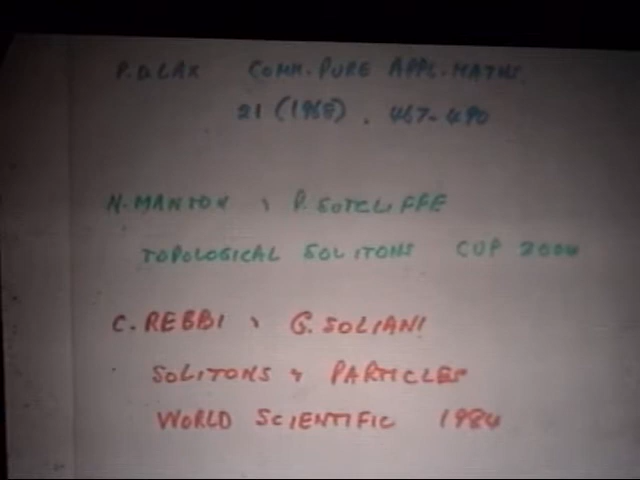 P.D.LAX COMM. PURE APPL. MATHS.
21 (1968), 467-490
N. MANTON & P. SUTCLIFFE
TOPOLOGICAL SOLITONS CUP 2004
C. REBBI & G. SOLIANI
SOLITONS & PARTICLES
WORLD SCIENTIFIC 1984